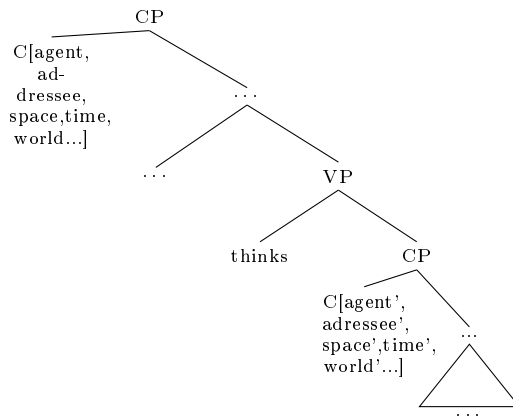 CP
C[agent,
ad-
dressee,
space,time,
world...]
...
...
VP
thinks
CP
C[agent',
adressee',
space',time',
world'...]
...
...